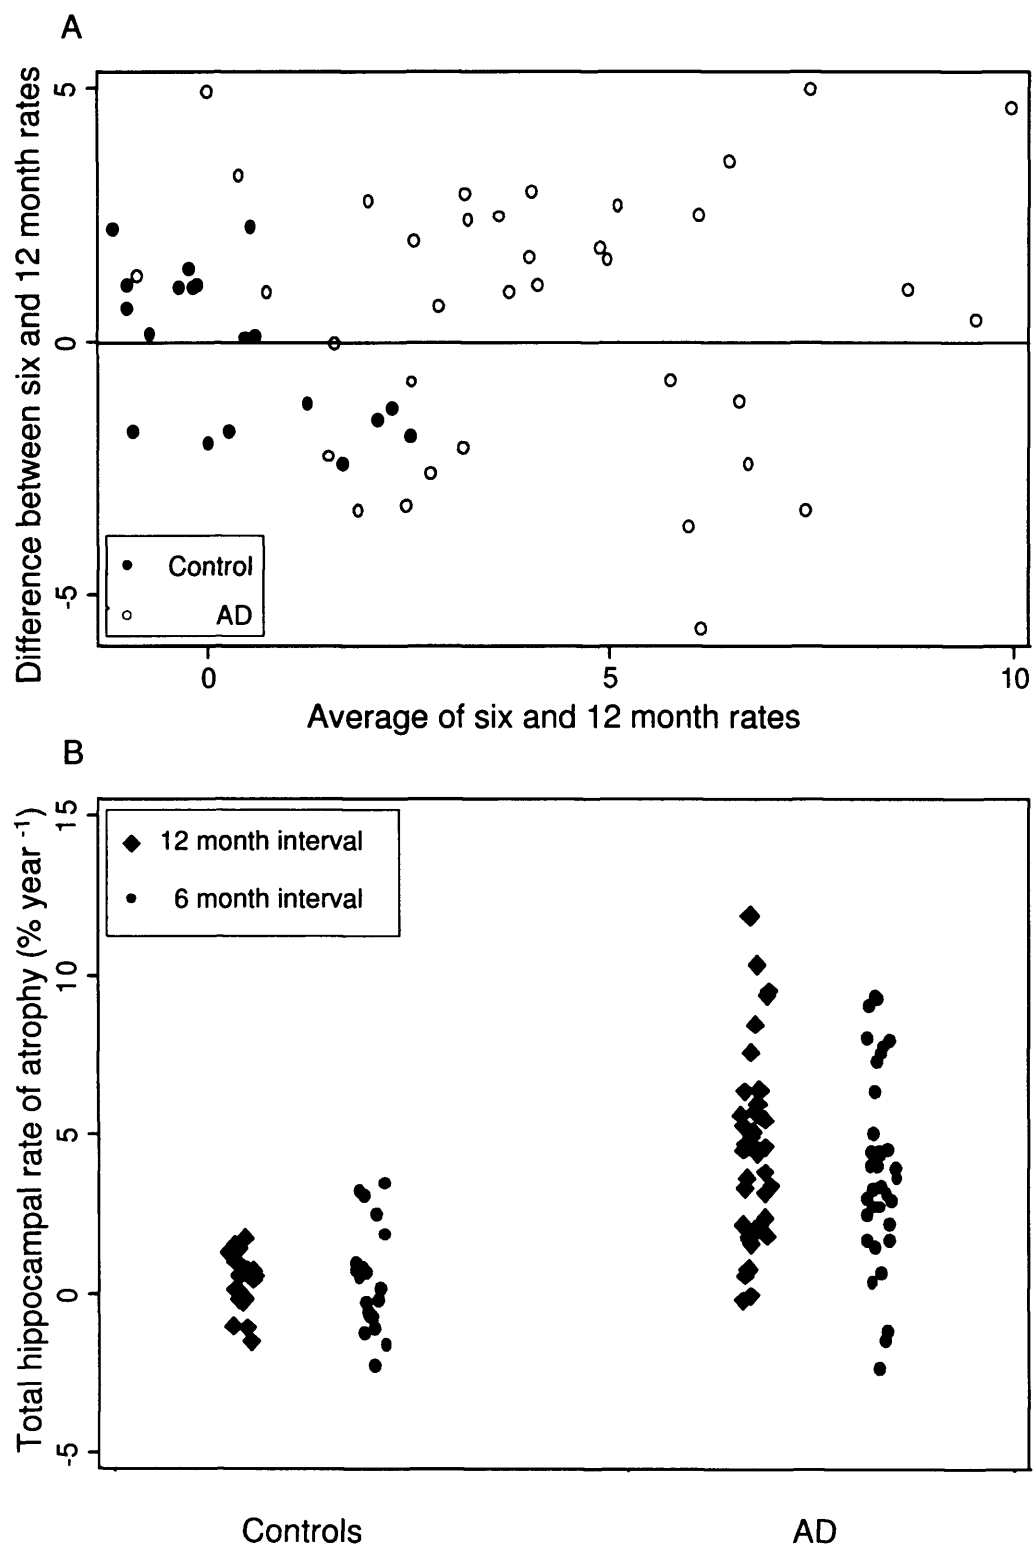 A
Difference between six and 12 month rates
5
0
-5
Control
AD
0 5 10
Average of six and 12 month rates
B
Total hippocampal rate of atrophy (% year -1)
15
10
5
0
-5
12 month interval
6 month interval
Controls AD